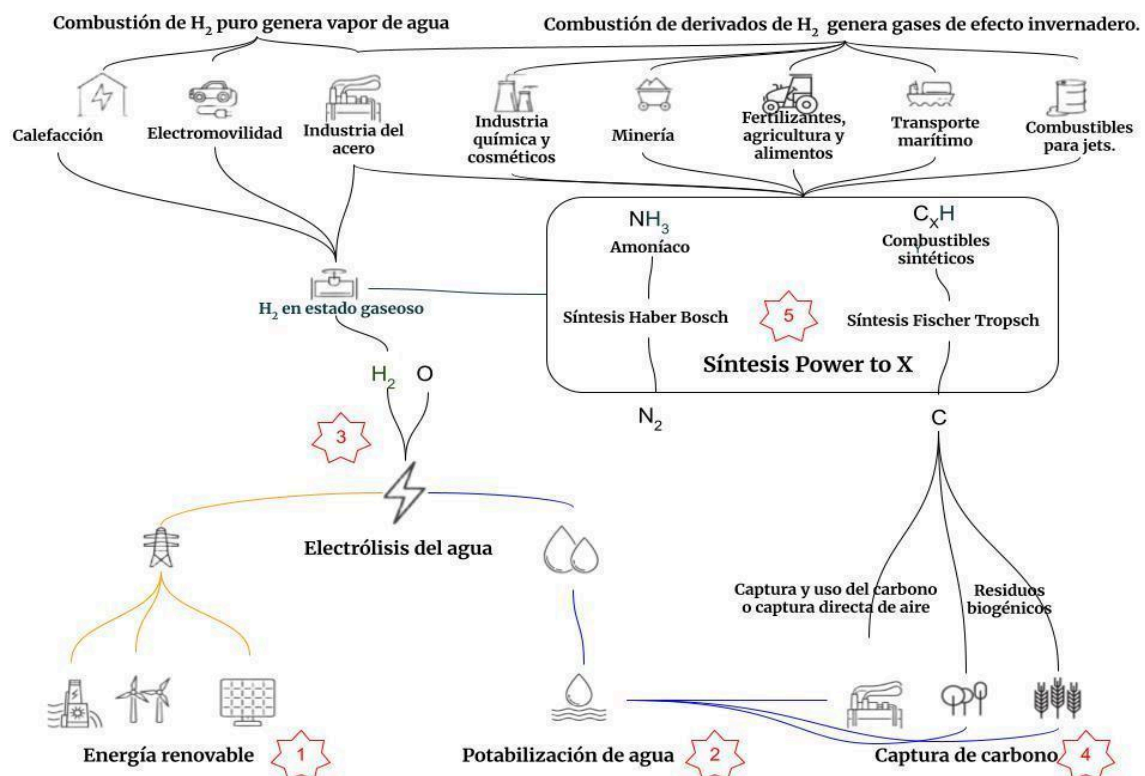 Combustión de H₂ puro genera vapor de agua
Combustión de derivados de H₂ genera gases de efecto invernadero.
Calefacción
Electromovilidad
Industria del
acero
Industria
química y
cosméticos
Minería
Fertilizantes,
agricultura y
alimentos
Transporte
marítimo
Combustibles
para jets.
NH₃
Amoníaco
CₓH
Y
Combustibles
sintéticos
H₂ en estado gaseoso
Síntesis Haber Bosch
5
Síntesis Fischer Tropsch
Síntesis Power to X
H₂ O
N₂
C
3
Electrólisis del agua
Captura y uso del carbono
o captura directa de aire
Residuos
biogénicos
Energía renovable
1
Potabilización de agua
2
Captura de carbono
4